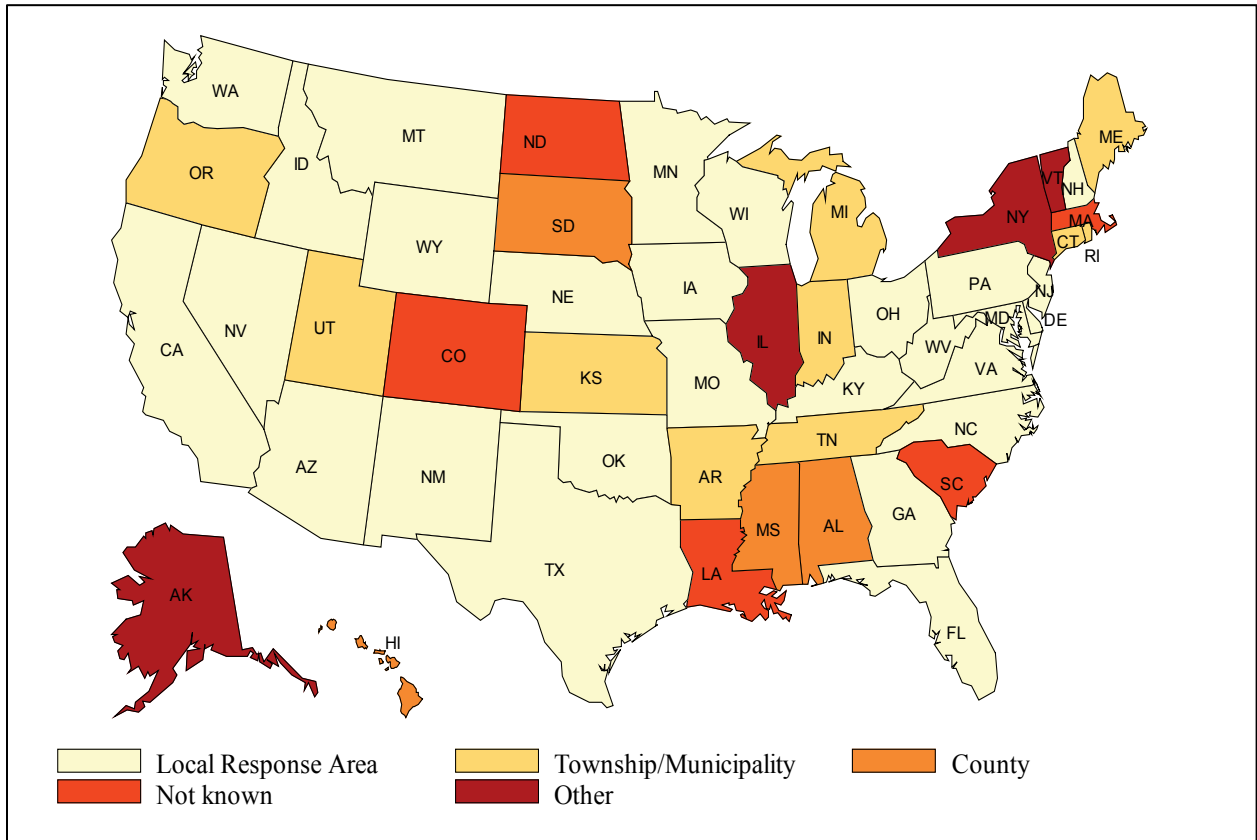 WA
MT
ND
MN
ME
OR
ID
SD
WI
MI
VT
NH
NY
MA
CT
RI
WY
NE
IA
PA
NJ
NV
UT
CO
KS
IL
IN
OH
MD
DE
WV
VA
CA
MO
KY
AZ
NM
OK
AR
TN
NC
SC
TX
LA
MS
AL
GA
FL
AK
HI
Local Response Area
Township/Municipality
County
Not known
Other